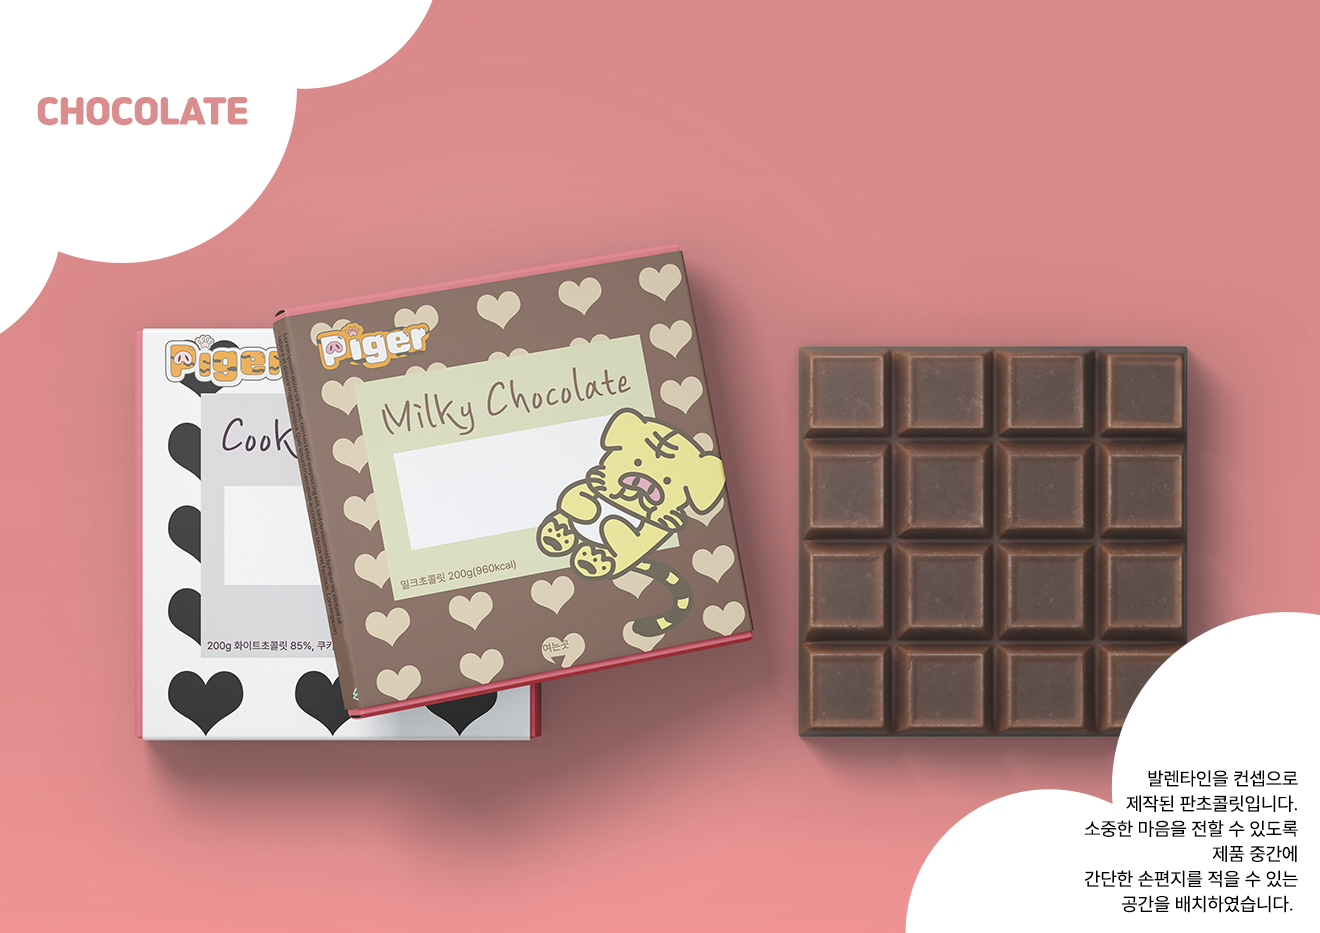 CHOCOLATE
Piger
Piger
Milky Chocolate
밀크초콜릿 200g(960kcal)
여는곳
200g 화이트초콜릿 85%,
발렌타인을 컨셉으로
제작된 판초콜릿입니다.
소중한 마음을 전할 수 있도록
제품 중간에
간단한 손편지를 적을 수 있는
공간을 배치하였습니다.